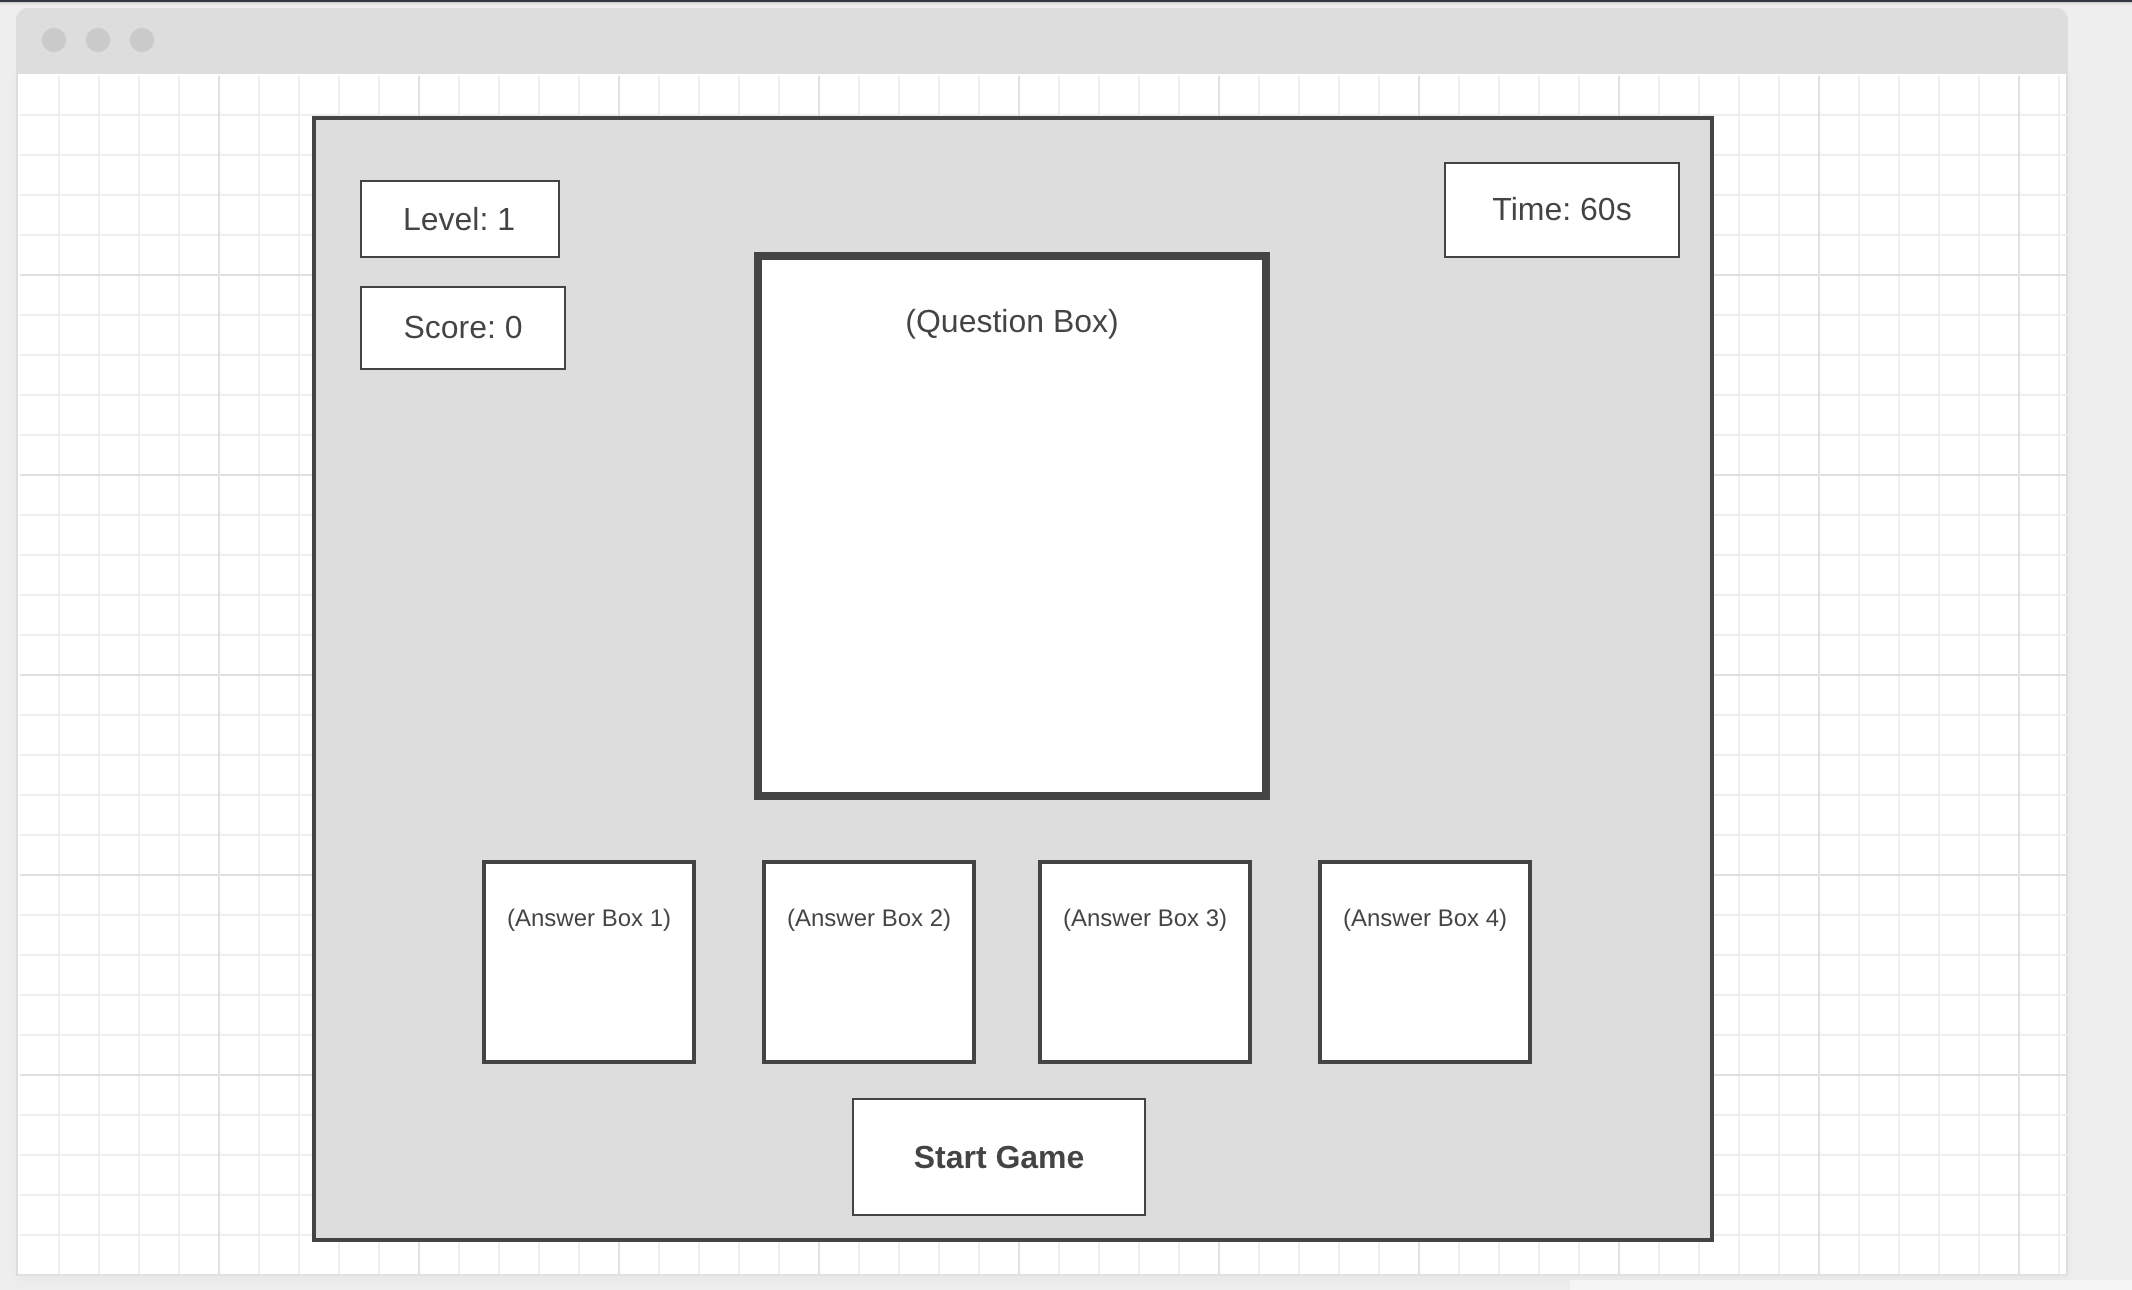 Level: 1
Time: 60s
Score: 0
(Question Box)
(Answer Box 1)
(Answer Box 2)
(Answer Box 3)
(Answer Box 4)
Start Game